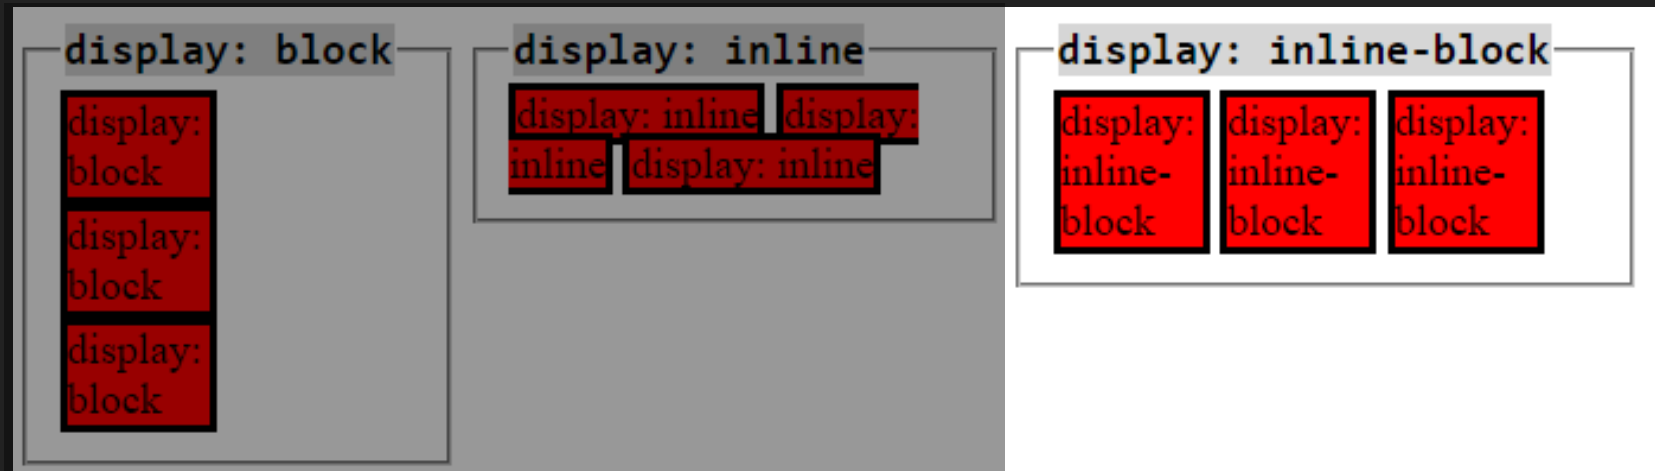 display: block
display:
block
display:
block
display:
block
display: inline
display: inline display:
inline display: inline
display: inline-block
display:
inline-
block
display:
inline-
block
display:
inline-
block